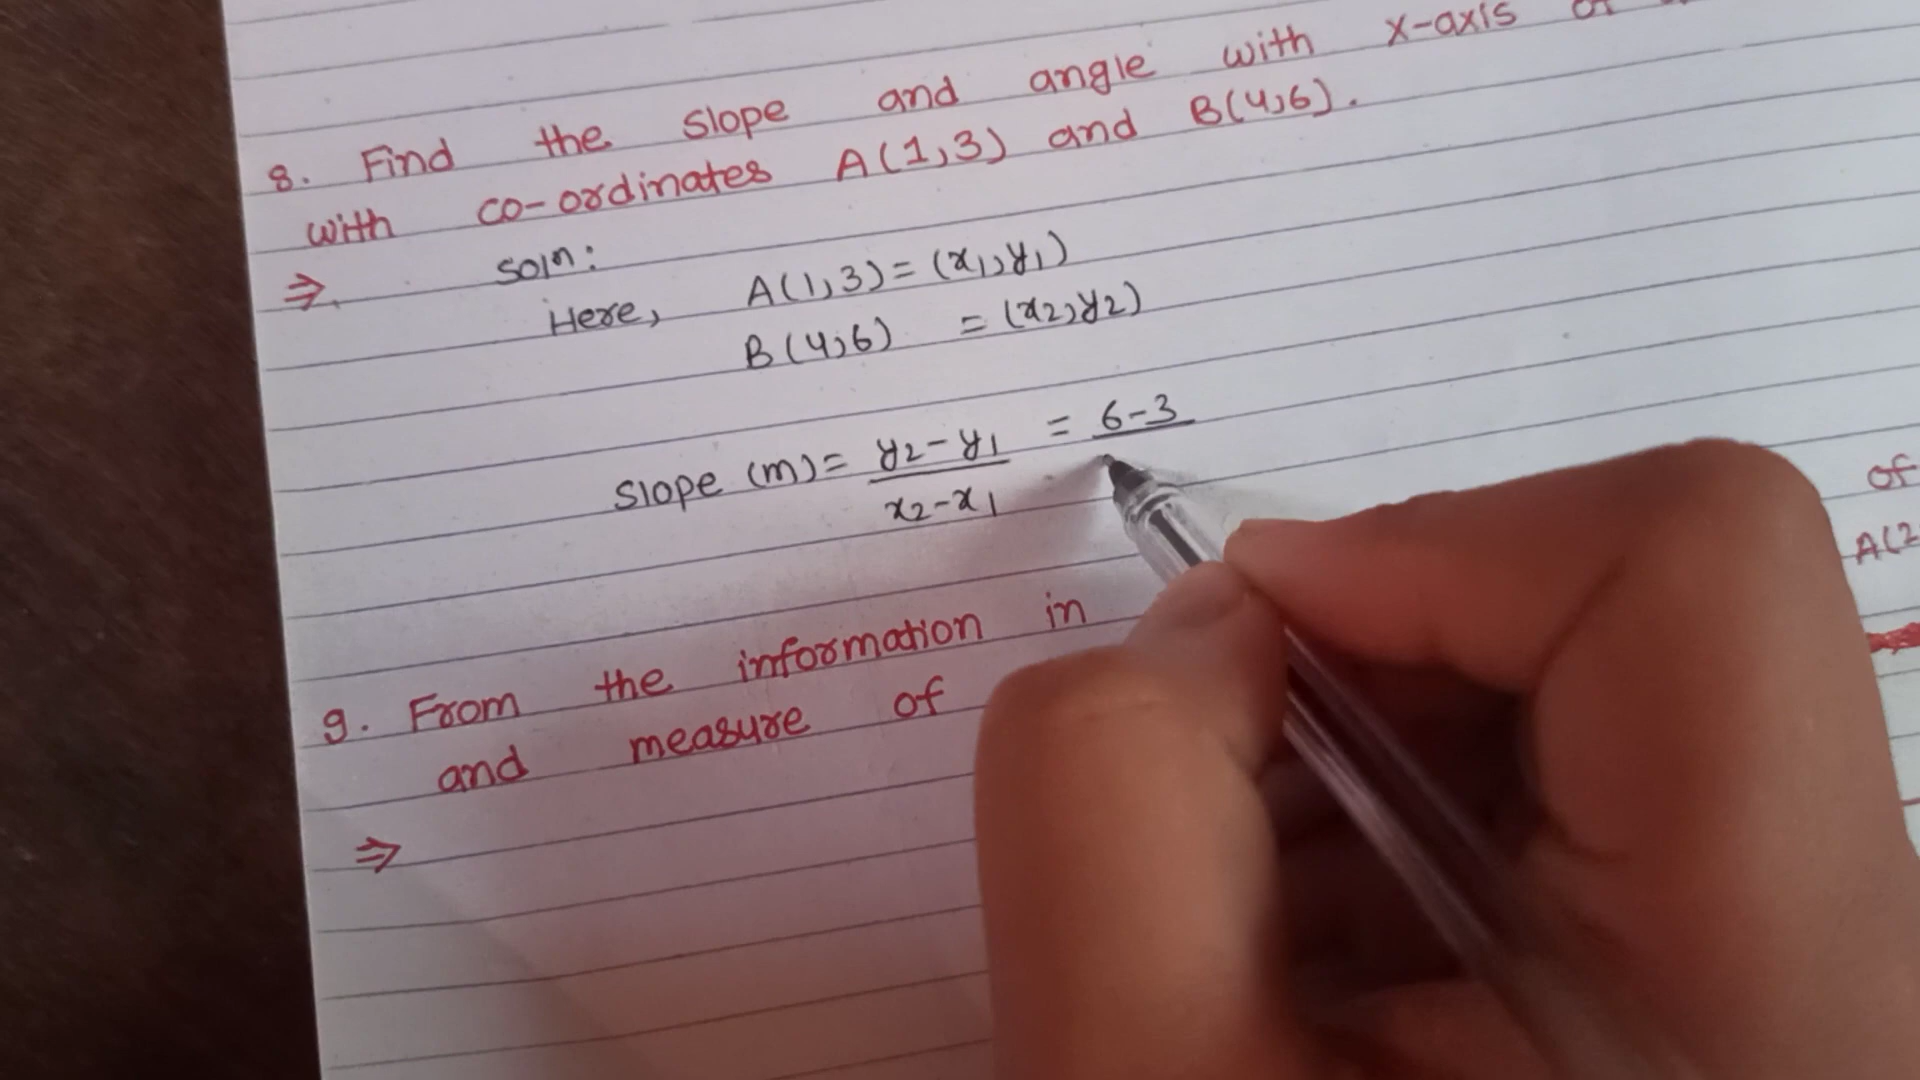 8. Find the slope and angle with x-axis of
with co-ordinates A(1,3) and B(4,6).
⇒ Soln:
Here, A(1,3) = (x₁,y₁)
B(4,6) = (x₂,y₂)
Slope (m) = y₂-y₁ = 6-3
x₂-x₁
of
A(2
9. From the information in
and measure of
⇒